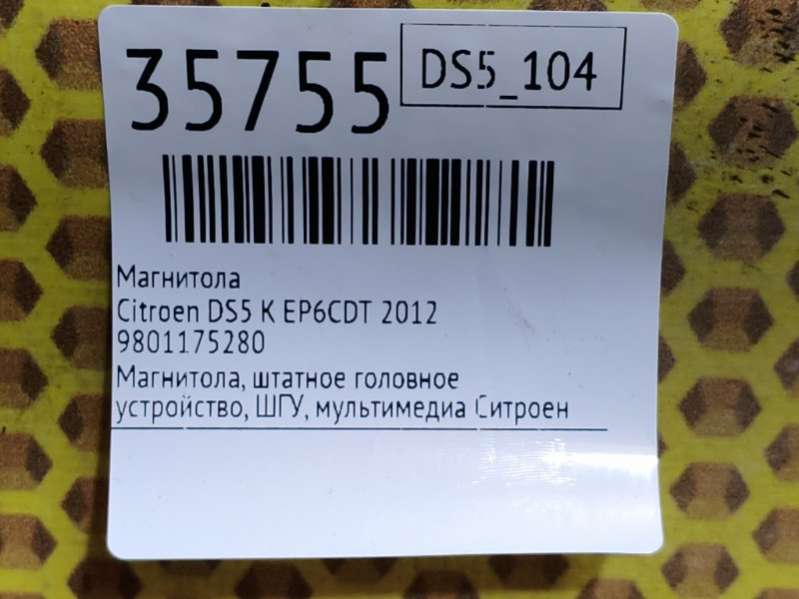 35755
DS5_104
Магнитола
Citroen DS5 K EP6CDT 2012
9801175280
Магнитола, штатное головное
устройство, ШГУ, мультимедиа Ситроен